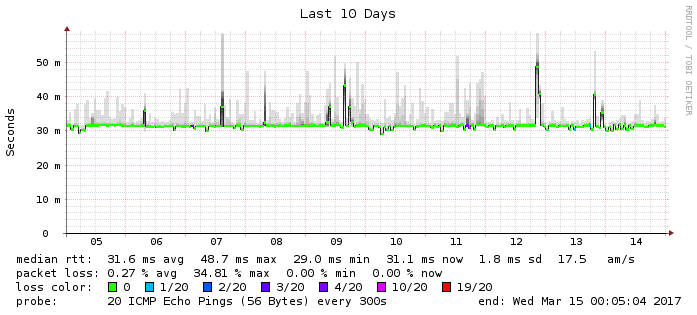 Last 10 Days
RRDTOOL / TOBI OETIKER
Seconds
50 m
40 m
30 m
20 m
10 m
0
05 06 07 08 09 10 11 12 13 14
median rtt: 31.6 ms avg 48.7 ms max 29.0 ms min 31.1 ms now 1.8 ms sd 17.5 am/s
packet loss: 0.27 % avg 34.81 % max 0.00 % min 0.00 % now
loss color: 0 1/20 2/20 3/20 4/20 10/20 19/20
probe: 20 ICMP Echo Pings (56 Bytes) every 300s end: Wed Mar 15 00:05:04 2017